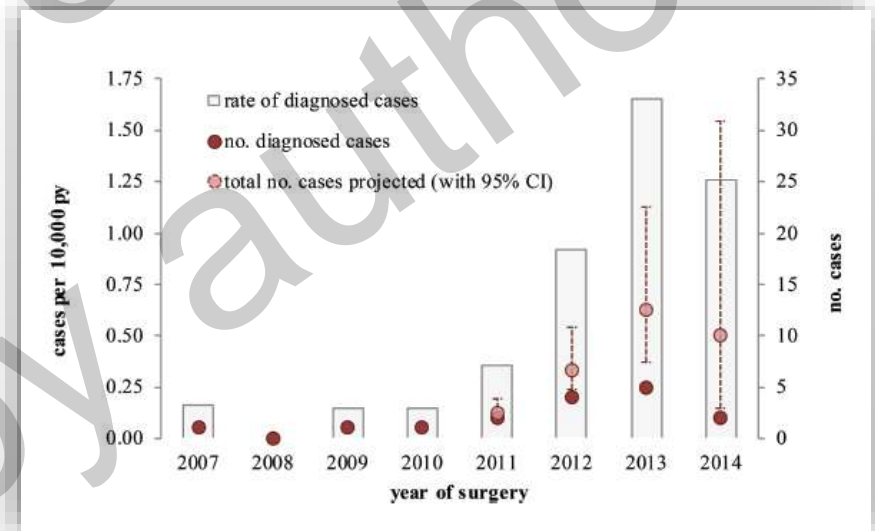 1.75
1.50
1.25
1.00
0.75
0.50
0.25
0.00
cases per 10,000 py
rate of diagnosed cases
no. diagnosed cases
total no. cases projected (with 95% CI)
35
30
25
20
15
10
5
0
no. cases
2007 2008 2009 2010 2011 2012 2013 2014
year of surgery
by autho